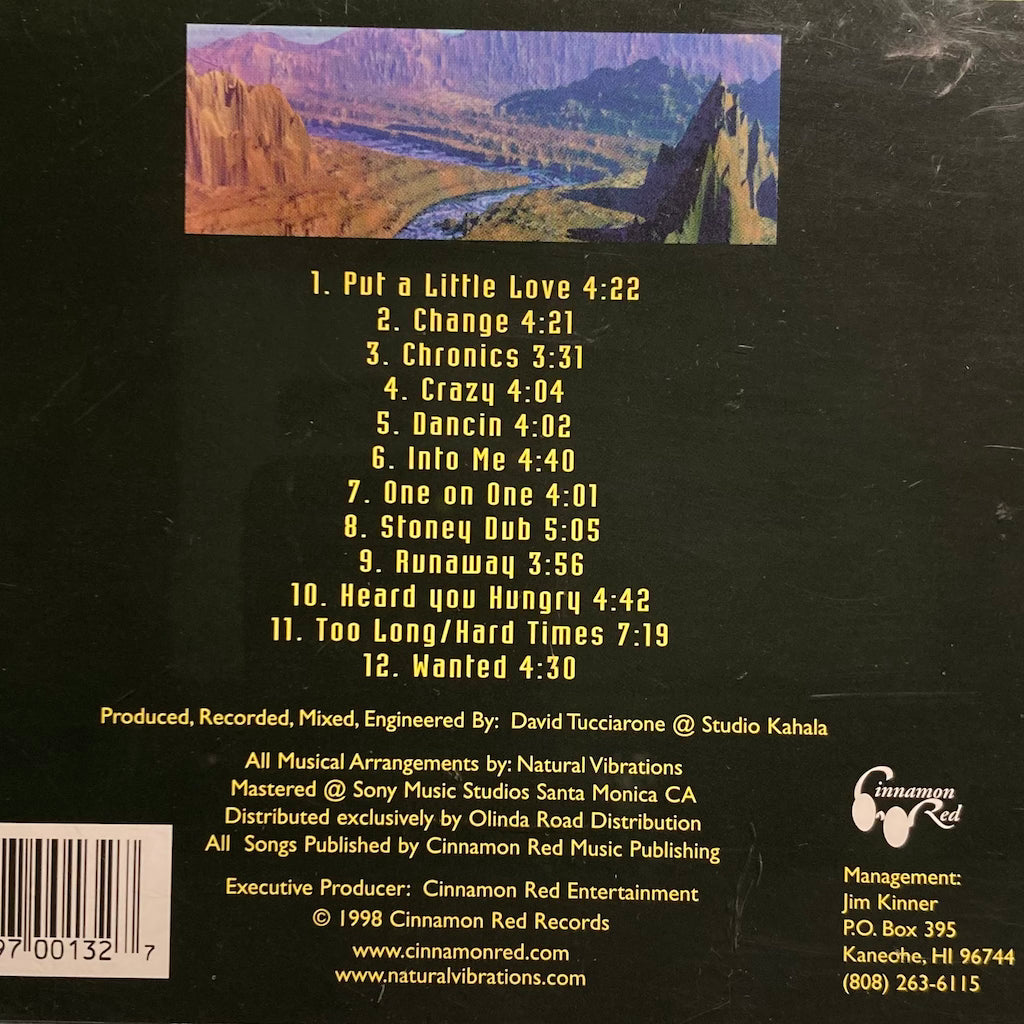 1. Put a Little Love 4:22
2. Change 4:21
3. Chronics 3:31
4. Crazy 4:04
5. Dancin 4:02
6. Into Me 4:40
7. One on One 4:01
8. Stoney Dub 5:05
9. Runaway 3:56
10. Heard you Hungry 4:42
11. Too Long/Hard Times 7:19
12. Wanted 4:30
Produced, Recorded, Mixed, Engineered By: David Tucciarone @ Studio Kahala
All Musical Arrangements by: Natural Vibrations
Mastered @ Sony Music Studios Santa Monica CA
Distributed exclusively by Olinda Road Distribution
All Songs Published by Cinnamon Red Music Publishing
Executive Producer: Cinnamon Red Entertainment
© 1998 Cinnamon Red Records
www.cinnamonred.com
www.naturalvibrations.com
97 00132 7
Cinnamon
Red
Management:
Jim Kinner
P.O. Box 395
Kaneohe, HI 96744
(808) 263-6115